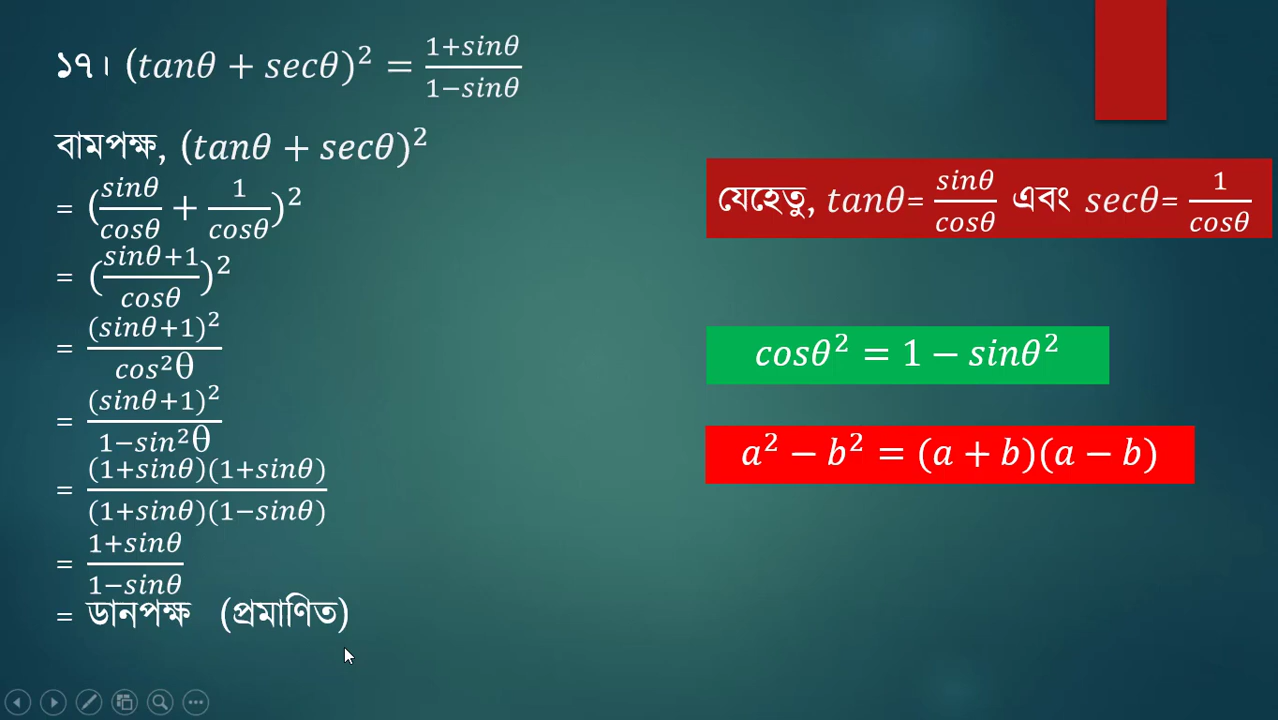 ১৭। (tanθ + secθ)² = (1+sinθ)/(1−sinθ)
বামপক্ষ, (tanθ + secθ)²
= (sinθ/cosθ + 1/cosθ)²
= ((sinθ+1)/cosθ)²
= (sinθ+1)²/cos²θ
= (sinθ+1)²/(1−sin²θ)
= (1+sinθ)(1+sinθ)/(1+sinθ)(1−sinθ)
= (1+sinθ)/(1−sinθ)
= ডানপক্ষ (প্রমাণিত)
যেহেতু, tanθ= sinθ/cosθ এবং secθ= 1/cosθ
cosθ² = 1 − sinθ²
a² − b² = (a + b)(a − b)